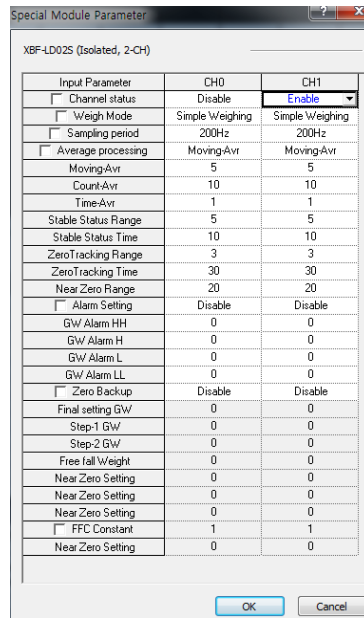 Special Module Parameter
XBF-LD02S (Isolated, 2-CH)
Input Parameter CH0 CH1
Channel status Disable Enable
Weigh Mode Simple Weighing Simple Weighing
Sampling period 200Hz 200Hz
Average processing Moving-Avr Moving-Avr
Moving-Avr 5 5
Count-Avr 10 10
Time-Avr 1 1
Stable Status Range 5 5
Stable Status Time 10 10
ZeroTracking Range 3 3
ZeroTracking Time 30 30
Near Zero Range 20 20
Alarm Setting Disable Disable
GW Alarm HH 0 0
GW Alarm H 0 0
GW Alarm L 0 0
GW Alarm LL 0 0
Zero Backup Disable Disable
Final setting GW 0 0
Step-1 GW 0 0
Step-2 GW 0 0
Free fall Weight 0 0
Near Zero Setting 0 0
Near Zero Setting 0 0
Near Zero Setting 0 0
FFC Constant 1 1
Near Zero Setting 0 0
OK Cancel